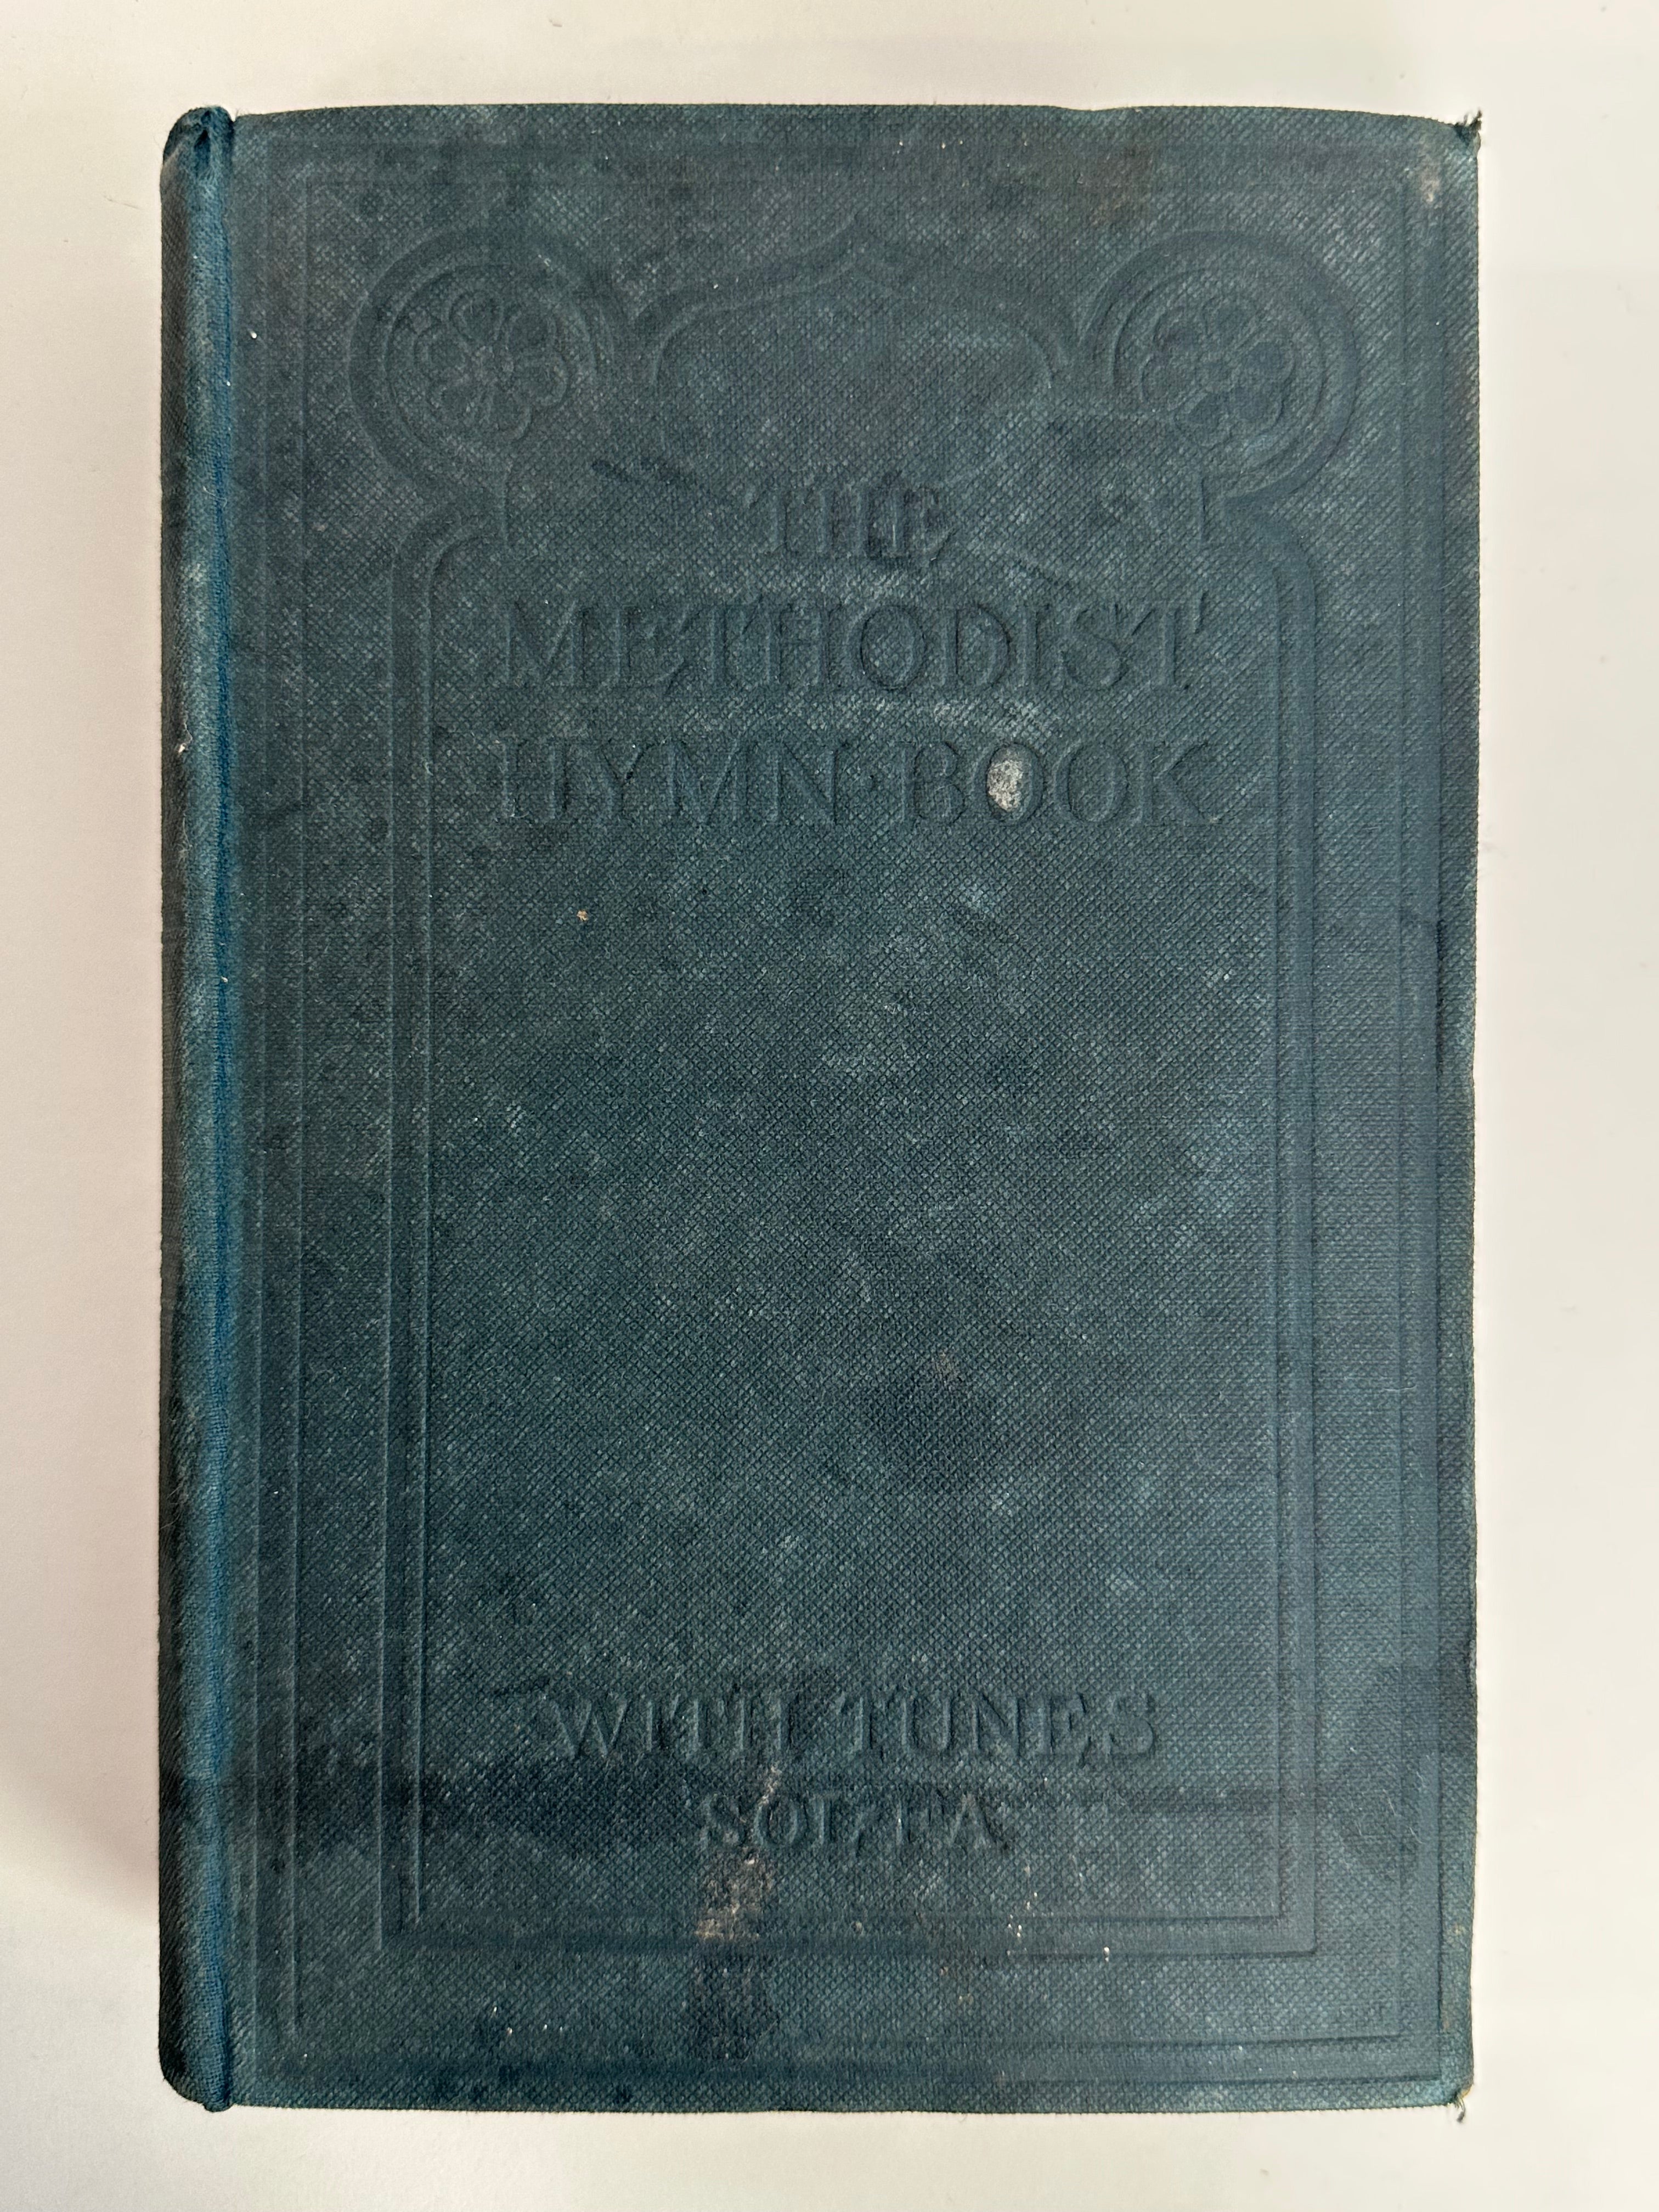 THE
METHODIST
HYMN·BOOK
WITH TUNES
SOL-FA